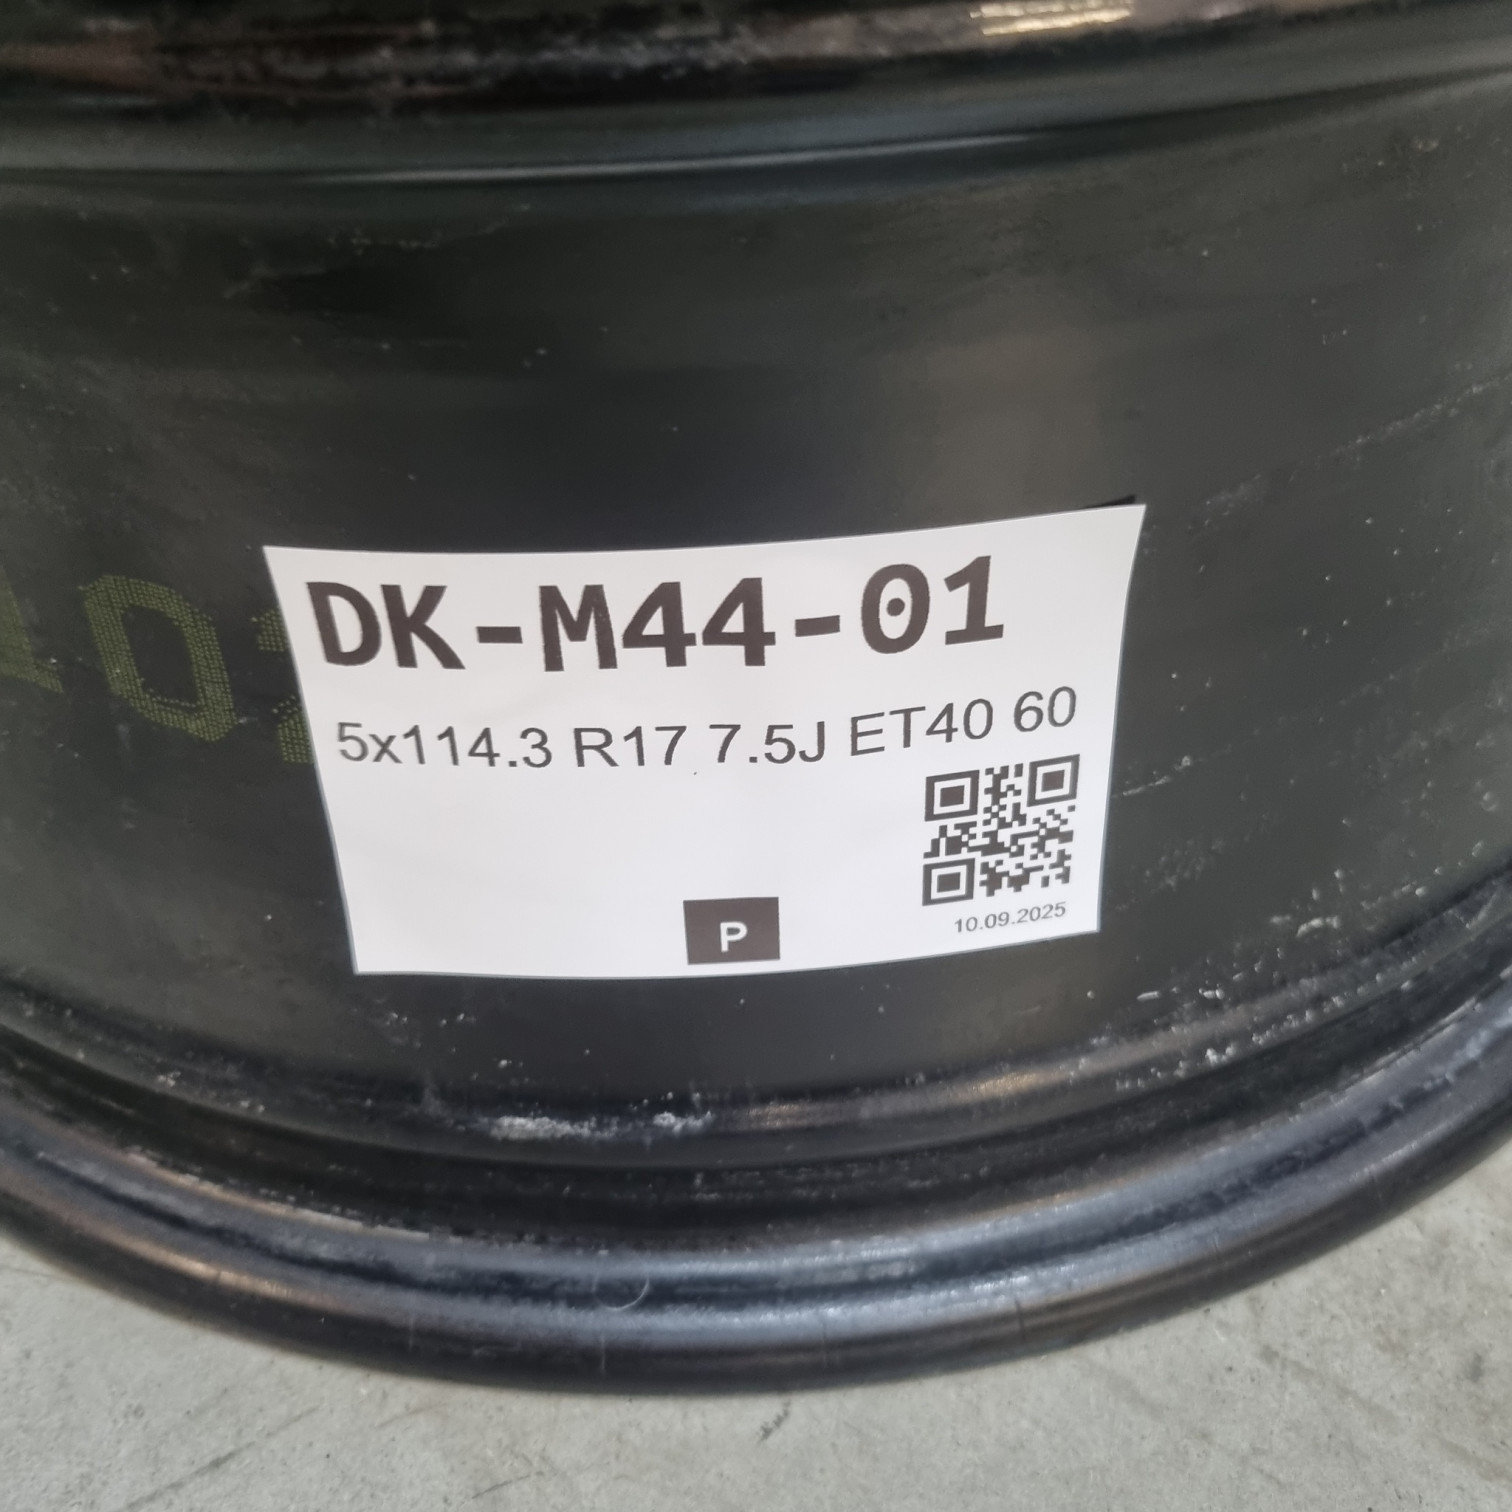 DK-M44-01
5x114.3 R17 7.5J ET40 60
10.09.2025
P